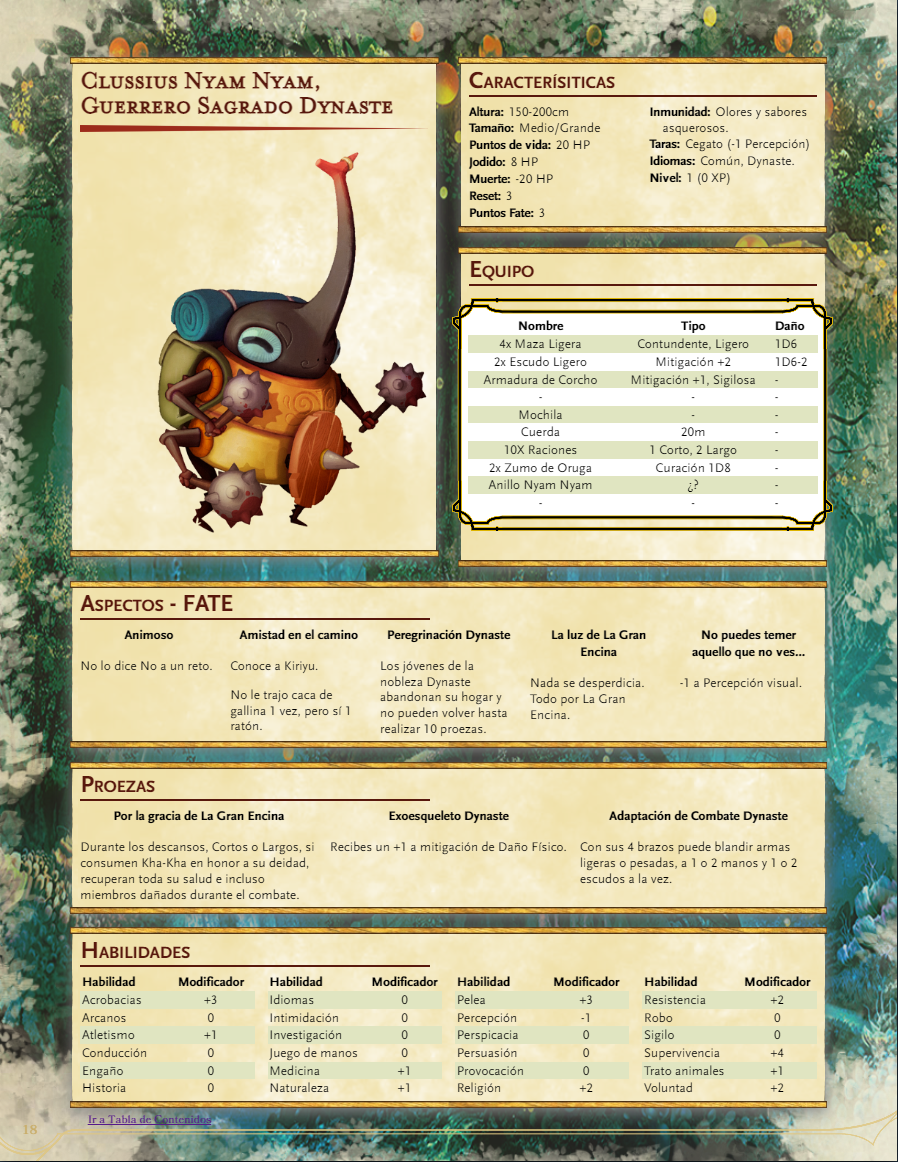 Clussius Nyam Nyam,
Guerrero Sagrado Dynaste
Caracterísiticas
Altura: 150-200cm
Tamaño: Medio/Grande
Puntos de vida: 20 HP
Jodido: 8 HP
Muerte: -20 HP
Reset: 3
Puntos Fate: 3
Inmunidad: Olores y sabores
asquerosos.
Taras: Cegato (-1 Percepción)
Idiomas: Común, Dynaste.
Nivel: 1 (0 XP)
Equipo
Nombre Tipo Daño
4x Maza Ligera Contundente, Ligero 1D6
2x Escudo Ligero Mitigación +2 1D6-2
Armadura de Corcho Mitigación +1, Sigilosa -
- - -
Mochila - -
Cuerda 20m -
10X Raciones 1 Corto, 2 Largo -
2x Zumo de Oruga Curación 1D8 -
Anillo Nyam Nyam ¿? -
- - -
Aspectos - FATE
Animoso
No lo dice No a un reto.
Amistad en el camino
Conoce a Kiriyu.
No le trajo caca de
gallina 1 vez, pero sí 1
ratón.
Peregrinación Dynaste
Los jóvenes de la
nobleza Dynaste
abandonan su hogar y
no pueden volver hasta
realizar 10 proezas.
La luz de La Gran
Encina
Nada se desperdicia.
Todo por La Gran
Encina.
No puedes temer
aquello que no ves...
-1 a Percepción visual.
Proezas
Por la gracia de La Gran Encina
Durante los descansos, Cortos o Largos, si
consumen Kha-Kha en honor a su deidad,
recuperan toda su salud e incluso
miembros dañados durante el combate.
Exoesqueleto Dynaste
Recibes un +1 a mitigación de Daño Físico.
Adaptación de Combate Dynaste
Con sus 4 brazos puede blandir armas
ligeras o pesadas, a 1 o 2 manos y 1 o 2
escudos a la vez.
Habilidades
Habilidad Modificador Habilidad Modificador Habilidad Modificador Habilidad Modificador
Acrobacias +3 Idiomas 0 Pelea +3 Resistencia +2
Arcanos 0 Intimidación 0 Percepción -1 Robo 0
Atletismo +1 Investigación 0 Perspicacia 0 Sigilo 0
Conducción 0 Juego de manos 0 Persuasión 0 Supervivencia +4
Engaño 0 Medicina +1 Provocación 0 Trato animales +1
Historia 0 Naturaleza +1 Religión +2 Voluntad +2
Ir a Tabla de Contenidos
18